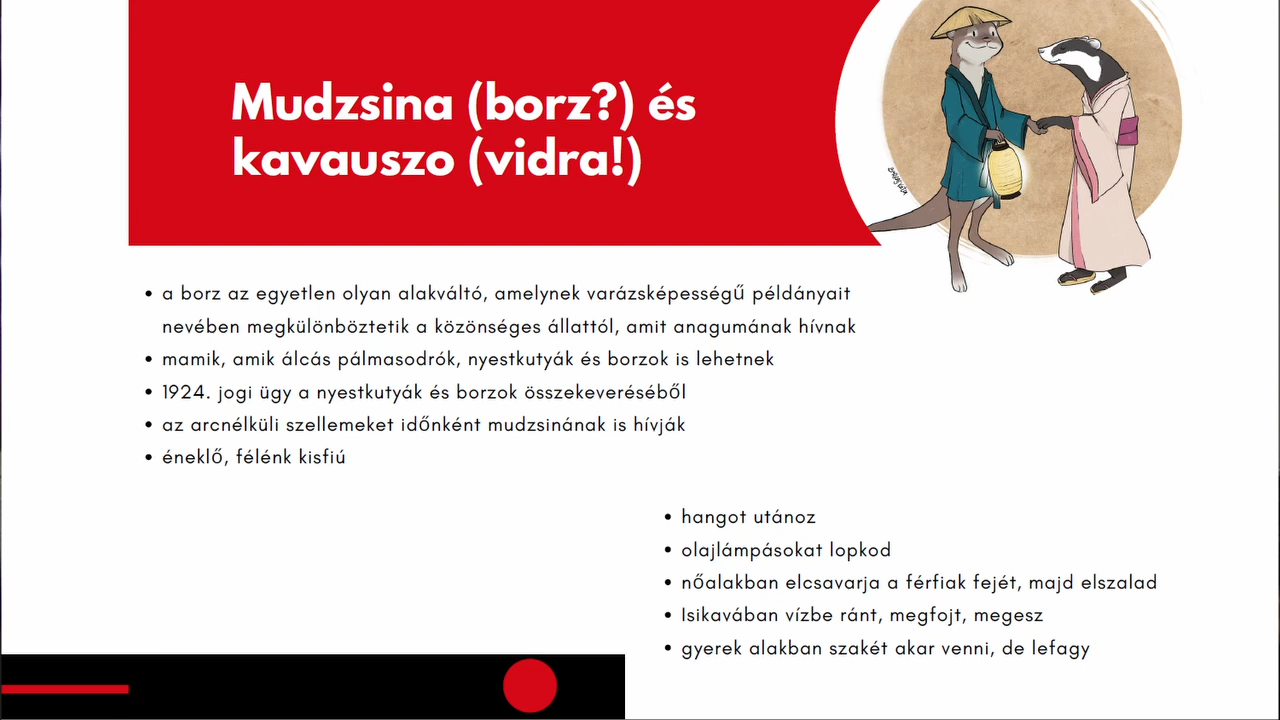 Mudzsina (borz?) és
kavauszo (vidra!)
• a borz az egyetlen olyan alakváltó, amelynek varázsképességű példányait
nevében megkülönböztetik a közönséges állattól, amit anagumának hívnak
• mamik, amik álcás pálmasodrók, nyestkutyák és borzok is lehetnek
• 1924. jogi ügy a nyestkutyák és borzok összekeveréséből
• az arcnélküli szellemeket időnként mudzsinának is hívják
• éneklő, félénk kisfiú
• hangot utánoz
• olajlámpásokat lopkod
• nőalakban elcsavarja a férfiak fejét, majd elszalad
• Isikavában vízbe ránt, megfojt, megesz
• gyerek alakban szakét akar venni, de lefagy